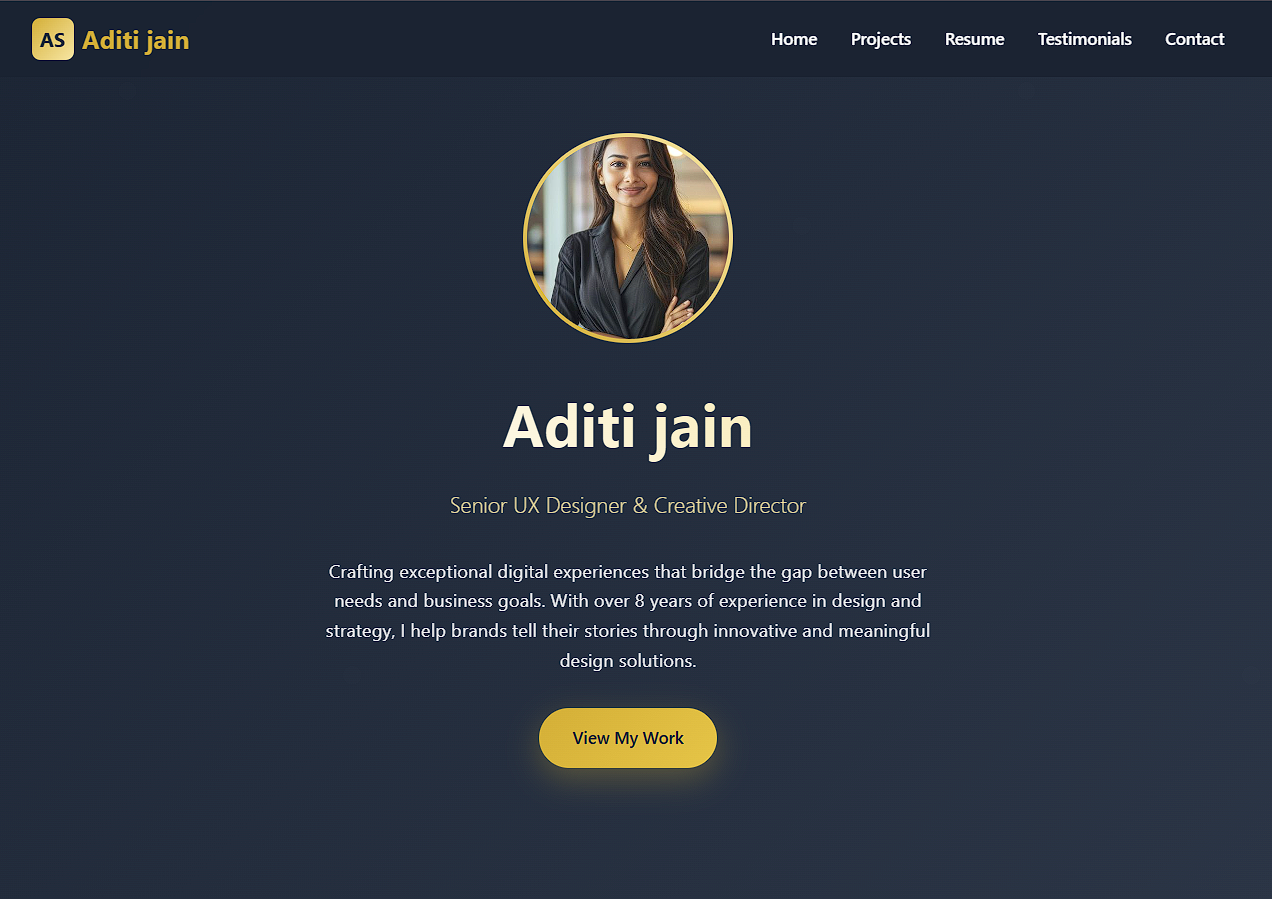 AS Aditi jain
Home Projects Resume Testimonials Contact
Aditi jain
Senior UX Designer & Creative Director
Crafting exceptional digital experiences that bridge the gap between user
needs and business goals. With over 8 years of experience in design and
strategy, I help brands tell their stories through innovative and meaningful
design solutions.
View My Work